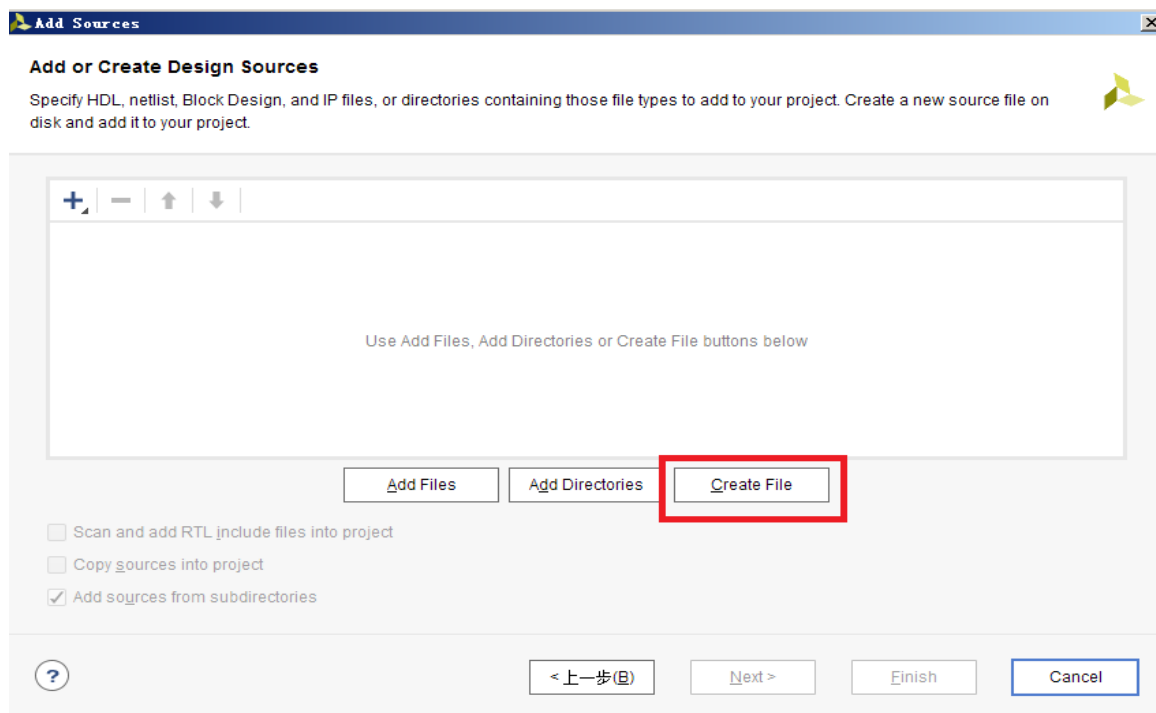 Add Sources
Add or Create Design Sources
Specify HDL, netlist, Block Design, and IP files, or directories containing those file types to add to your project. Create a new source file on
disk and add it to your project.
Use Add Files, Add Directories or Create File buttons below
Add Files
Add Directories
Create File
Scan and add RTL include files into project
Copy sources into project
Add sources from subdirectories
?
<上一步(B)
Next >
Finish
Cancel